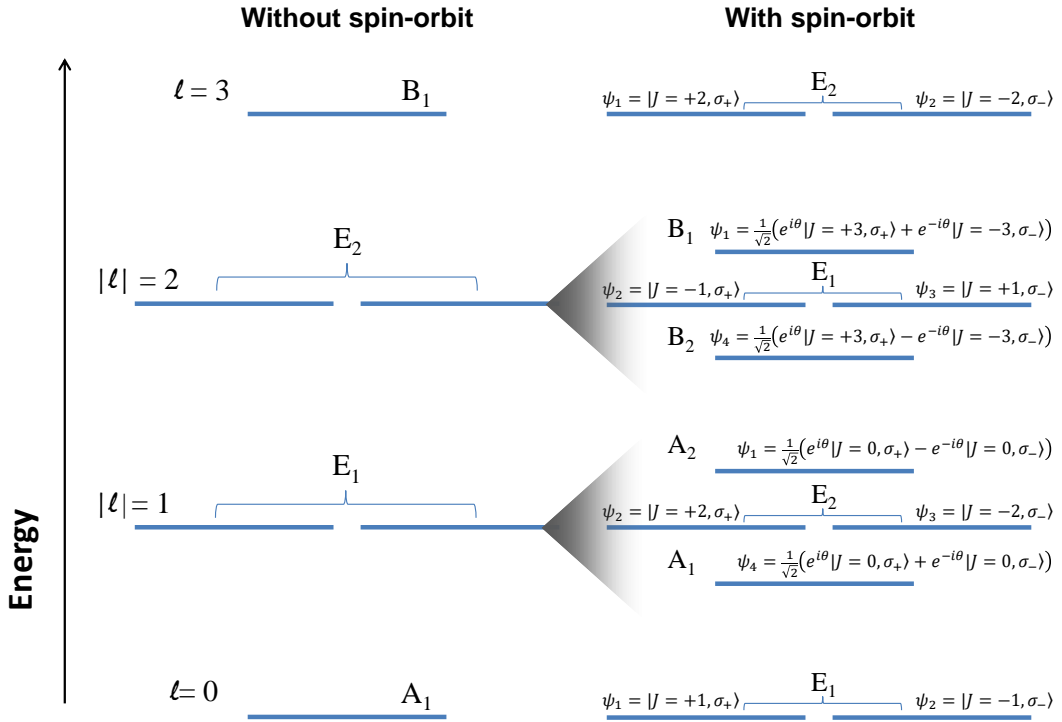 Without spin-orbit
With spin-orbit
ℓ = 3
B₁
ψ₁ = |J = +2, σ₊⟩
E₂
ψ₂ = |J = −2, σ₋⟩
|ℓ| = 2
E₂
B₁
ψ₁ = 1/√2 (e^{iθ}|J = +3, σ₊⟩ + e^{−iθ}|J = −3, σ₋⟩)
ψ₂ = |J = −1, σ₊⟩
E₁
ψ₃ = |J = +1, σ₋⟩
B₂
ψ₄ = 1/√2 (e^{iθ}|J = +3, σ₊⟩ − e^{−iθ}|J = −3, σ₋⟩)
|ℓ| = 1
E₁
A₂
ψ₁ = 1/√2 (e^{iθ}|J = 0, σ₊⟩ − e^{−iθ}|J = 0, σ₋⟩)
ψ₂ = |J = +2, σ₊⟩
E₂
ψ₃ = |J = −2, σ₋⟩
A₁
ψ₄ = 1/√2 (e^{iθ}|J = 0, σ₊⟩ + e^{−iθ}|J = 0, σ₋⟩)
ℓ = 0
A₁
ψ₁ = |J = +1, σ₊⟩
E₁
ψ₂ = |J = −1, σ₋⟩
Energy